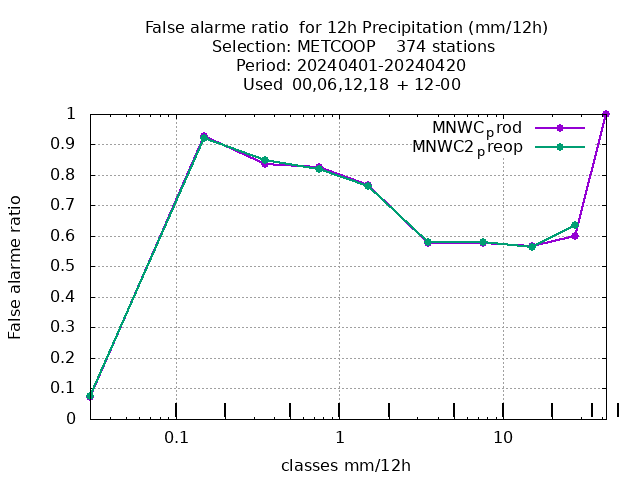 False alarme ratio  for 12h Precipitation (mm/12h)
Selection: METCOOP    374 stations
Period: 20240401-20240420
Used  00,06,12,18  + 12-00
MNWCprod
MNWC2preop
False alarme ratio
1
0.9
0.8
0.7
0.6
0.5
0.4
0.3
0.2
0.1
0
0.1 1 10
classes mm/12h